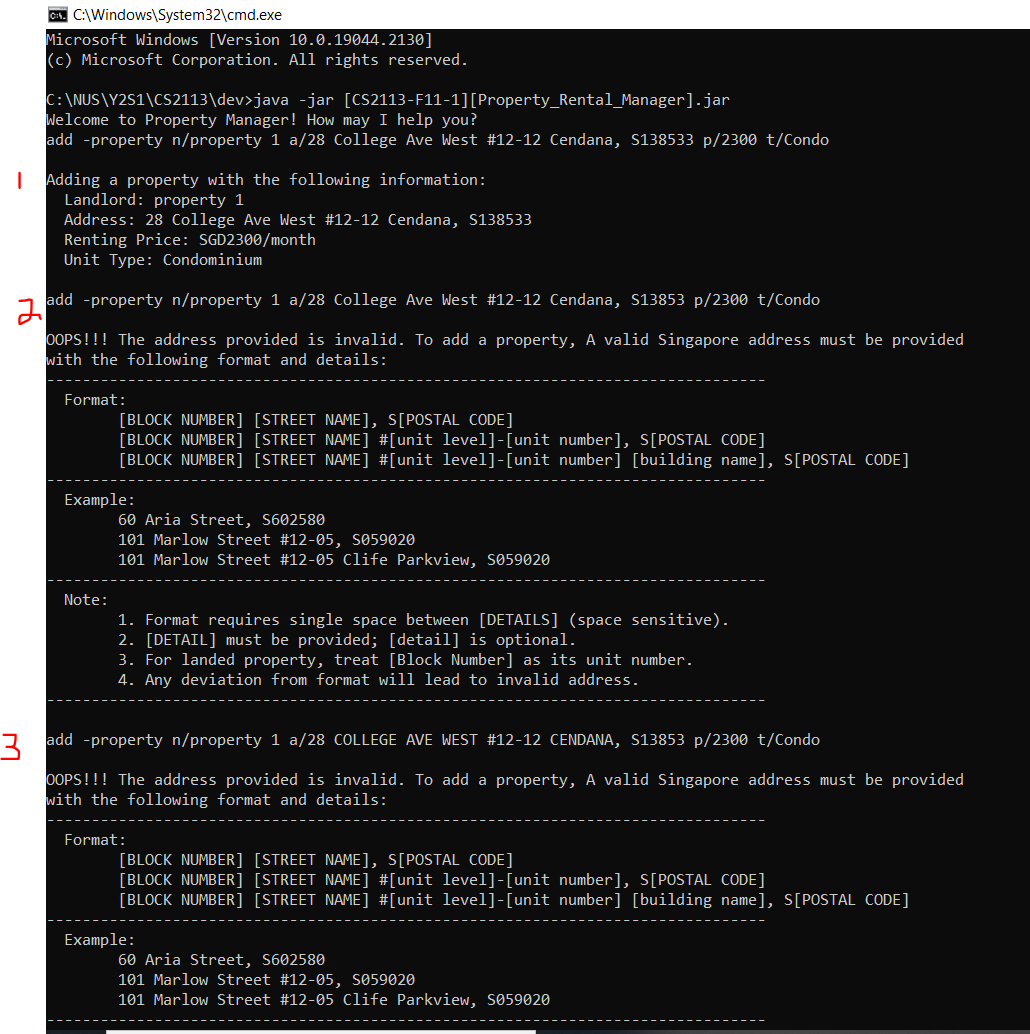 C:\Windows\System32\cmd.exe
Microsoft Windows [Version 10.0.19044.2130]
(c) Microsoft Corporation. All rights reserved.
C:\NUS\Y2S1\CS2113\dev>java -jar [CS2113-F11-1][Property_Rental_Manager].jar
Welcome to Property Manager! How may I help you?
add -property n/property 1 a/28 College Ave West #12-12 Cendana, S138533 p/2300 t/Condo
1 Adding a property with the following information:
Landlord: property 1
Address: 28 College Ave West #12-12 Cendana, S138533
Renting Price: SGD2300/month
Unit Type: Condominium
2 add -property n/property 1 a/28 College Ave West #12-12 Cendana, S13853 p/2300 t/Condo
OOPS!!! The address provided is invalid. To add a property, A valid Singapore address must be provided
with the following format and details:
--------------------------------------------------------------------------------
Format:
[BLOCK NUMBER] [STREET NAME], S[POSTAL CODE]
[BLOCK NUMBER] [STREET NAME] #[unit level]-[unit number], S[POSTAL CODE]
[BLOCK NUMBER] [STREET NAME] #[unit level]-[unit number] [building name], S[POSTAL CODE]
--------------------------------------------------------------------------------
Example:
60 Aria Street, S602580
101 Marlow Street #12-05, S059020
101 Marlow Street #12-05 Clife Parkview, S059020
--------------------------------------------------------------------------------
Note:
1. Format requires single space between [DETAILS] (space sensitive).
2. [DETAIL] must be provided; [detail] is optional.
3. For landed property, treat [Block Number] as its unit number.
4. Any deviation from format will lead to invalid address.
--------------------------------------------------------------------------------
3 add -property n/property 1 a/28 COLLEGE AVE WEST #12-12 CENDANA, S13853 p/2300 t/Condo
OOPS!!! The address provided is invalid. To add a property, A valid Singapore address must be provided
with the following format and details:
--------------------------------------------------------------------------------
Format:
[BLOCK NUMBER] [STREET NAME], S[POSTAL CODE]
[BLOCK NUMBER] [STREET NAME] #[unit level]-[unit number], S[POSTAL CODE]
[BLOCK NUMBER] [STREET NAME] #[unit level]-[unit number] [building name], S[POSTAL CODE]
--------------------------------------------------------------------------------
Example:
60 Aria Street, S602580
101 Marlow Street #12-05, S059020
101 Marlow Street #12-05 Clife Parkview, S059020
--------------------------------------------------------------------------------